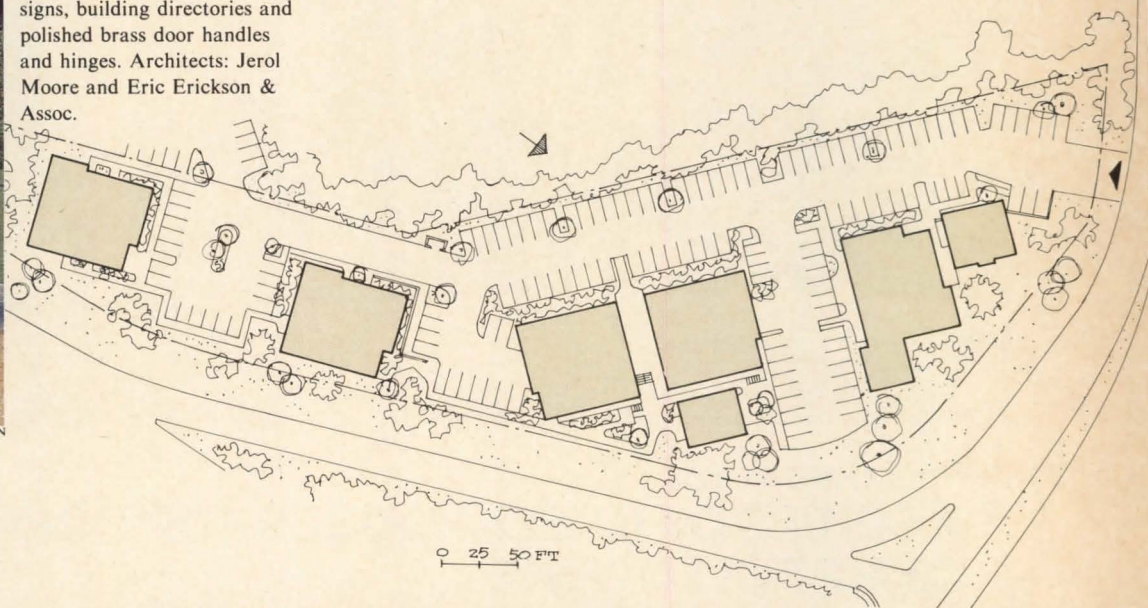 signs, building directories and
polished brass door handles
and hinges. Architects: Jerol
Moore and Eric Erickson &
Assoc.
0 25 50 FT